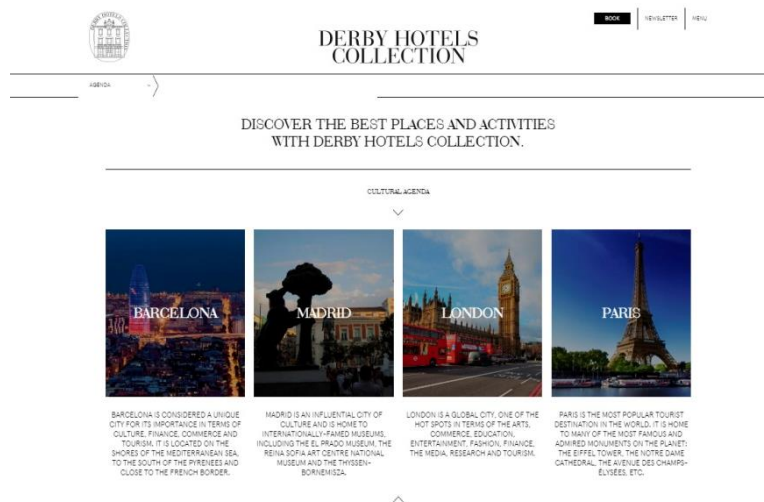 DERBY HOTELS COLLECTION
BOOK
NEWSLETTER
MENU
DERBY HOTELS
COLLECTION
AGENDA
DISCOVER THE BEST PLACES AND ACTIVITIES
WITH DERBY HOTELS COLLECTION.
CULTURAL AGENDA
BARCELONA
MADRID
LONDON
PARIS
BARCELONA IS CONSIDERED A UNIQUE
CITY FOR ITS IMPORTANCE IN TERMS OF
CULTURE, FINANCE, COMMERCE AND
TOURISM. IT IS LOCATED ON THE
SHORES OF THE MEDITERRANEAN SEA,
TO THE SOUTH OF THE PYRENEES AND
CLOSE TO THE FRENCH BORDER.
MADRID IS AN INFLUENTIAL CITY OF
CULTURE AND IS HOME TO
INTERNATIONALLY-FAMED MUSEUMS,
INCLUDING THE EL PRADO MUSEUM, THE
REINA SOFIA ART CENTRE NATIONAL
MUSEUM AND THE THYSSEN-
BORNEMISZA.
LONDON IS A GLOBAL CITY, ONE OF THE
HOT SPOTS IN TERMS OF THE ARTS,
COMMERCE, EDUCATION,
ENTERTAINMENT, FASHION, FINANCE,
THE MEDIA, RESEARCH AND TOURISM.
PARIS IS THE MOST POPULAR TOURIST
DESTINATION IN THE WORLD. IT IS HOME
TO MANY OF THE MOST FAMOUS AND
ADMIRED MONUMENTS ON THE PLANET:
THE EIFFEL TOWER, THE NOTRE DAME
CATHEDRAL, THE AVENUE DES CHAMPS-
ÉLYSÉES, ETC.